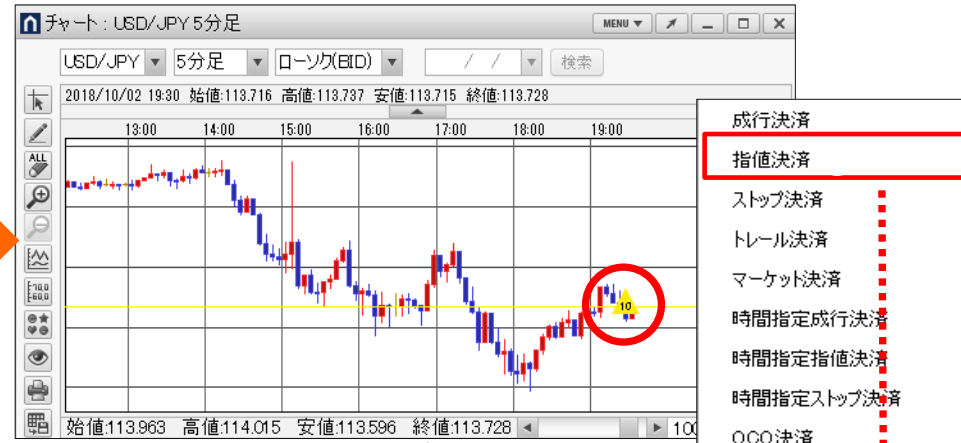 チャート : USD/JPY 5分足
MENU
USD/JPY 5分足 ローソク(BID) / / 検索
2018/10/02 19:30 始値:113.716 高値:113.737 安値:113.715 終値:113.728
13:00 14:00 15:00 16:00 17:00 18:00 19:00
ALL
10
始値:113.963 高値:114.015 安値:113.596 終値:113.728
成行決済
指値決済
ストップ決済
トレール決済
マーケット決済
時間指定成行決済
時間指定指値決済
時間指定ストップ決済
OCO決済